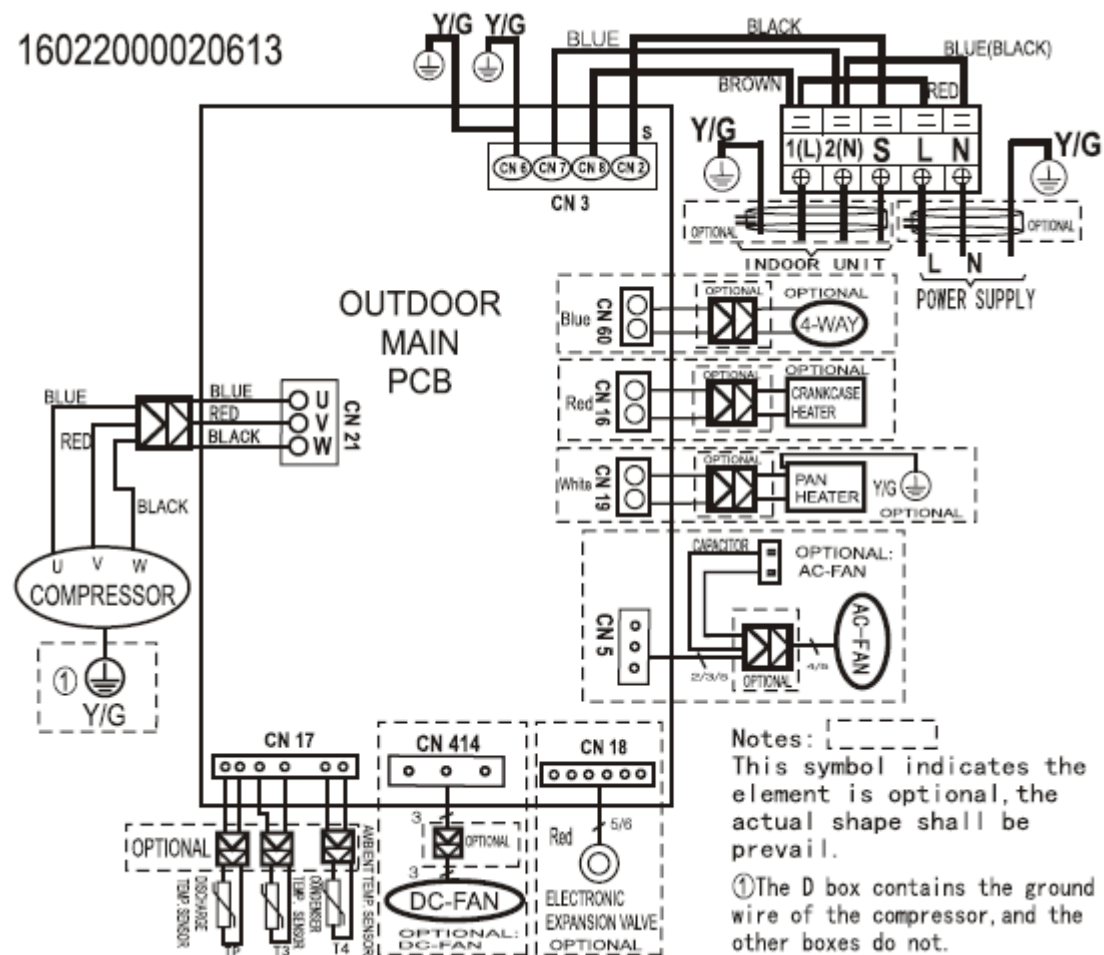 16022000020613
Y/G Y/G
BLUE
BLACK
BLUE(BLACK)
BROWN
RED
S
CN 6 CN 7 CN 8 CN 2
CN 3
Y/G
1(L) 2(N) S L N
Y/G
OPTIONAL
OPTIONAL
INDOOR UNIT
L N
POWER SUPPLY
OUTDOOR
MAIN
PCB
Blue
CN 60
OPTIONAL
OPTIONAL
4-WAY
Red
CN 16
OPTIONAL
OPTIONAL
CRANKCASE
HEATER
White
CN 19
OPTIONAL
PAN
HEATER
Y/G
OPTIONAL
BLUE
RED
BLACK
BLUE
RED
BLACK
U
V
W
CN 21
U V W
COMPRESSOR
①
Y/G
CAPACITOR
OPTIONAL:
AC-FAN
CN 5
2/3/5
OPTIONAL
4/5
AC-FAN
CN 17
OPTIONAL
DISCHARGE
TEMP. SENSOR
TP
CONDENSER
TEMP. SENSOR
T3
AMBIENT TEMP. SENSOR
T4
CN 414
3
OPTIONAL
3
DC-FAN
OPTIONAL:
DC-FAN
CN 18
Red
5/6
ELECTRONIC
EXPANSION VALVE
OPTIONAL
Notes:
This symbol indicates the
element is optional,the
actual shape shall be
prevail.
①The D box contains the ground
wire of the compressor,and the
other boxes do not.